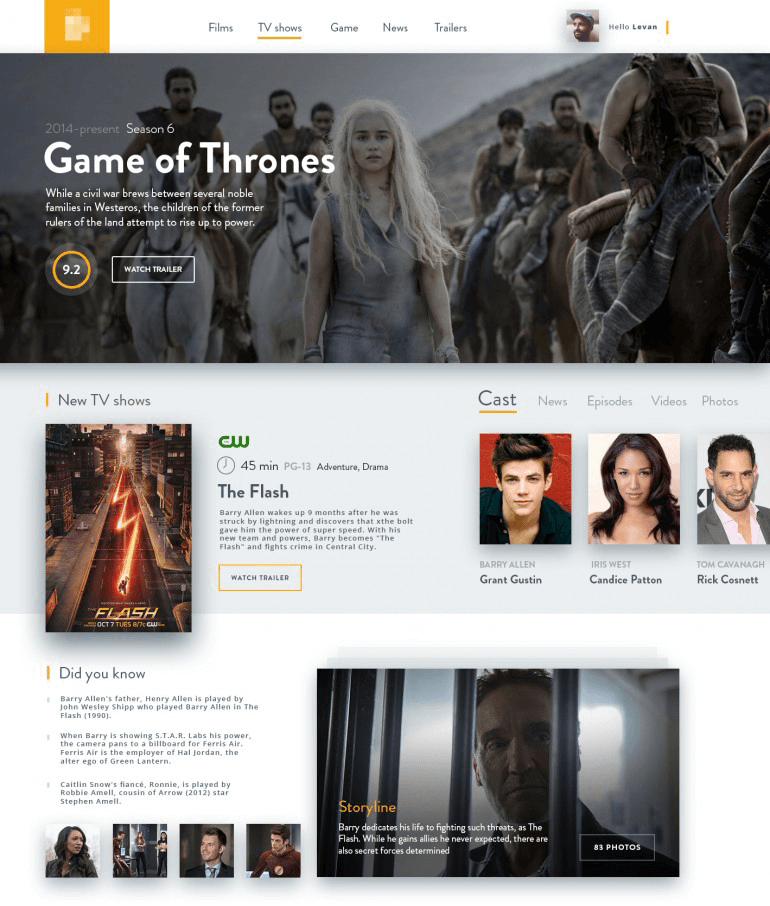 Films TV shows Game News Trailers
Hello Levan
2014-present Season 6
Game of Thrones
While a civil war brews between several noble
families in Westeros, the children of the former
rulers of the land attempt to rise up to power.
9.2 WATCH TRAILER
New TV shows
THE FLASH
OCT 7 TUES 8/7c CW
CW
45 min PG-13 Adventure, Drama
The Flash
Barry Allen wakes up 9 months after he was
struck by lightning and discovers that xthe bolt
gave him the power of super speed. With his
new team and powers, Barry becomes "The
Flash" and fights crime in Central City.
WATCH TRAILER
Cast News Episodes Videos Photos
BARRY ALLEN
Grant Gustin
IRIS WEST
Candice Patton
TOM CAVANAGH
Rick Cosnett
Did you know
Barry Allen's father, Henry Allen is played by
John Wesley Shipp who played Barry Allen in The
Flash (1990).
When Barry is showing S.T.A.R. Labs his power,
the camera pans to a billboard for Ferris Air.
Ferris Air is the employer of Hal Jordan, the
alter ego of Green Lantern.
Caitlin Snow's fiancé, Ronnie, is played by
Robbie Amell, cousin of Arrow (2012) star
Stephen Amell.
Storyline
Barry dedicates his life to fighting such threats, as The
Flash. While he gains allies he never expected, there are
also secret forces determined
83 PHOTOS